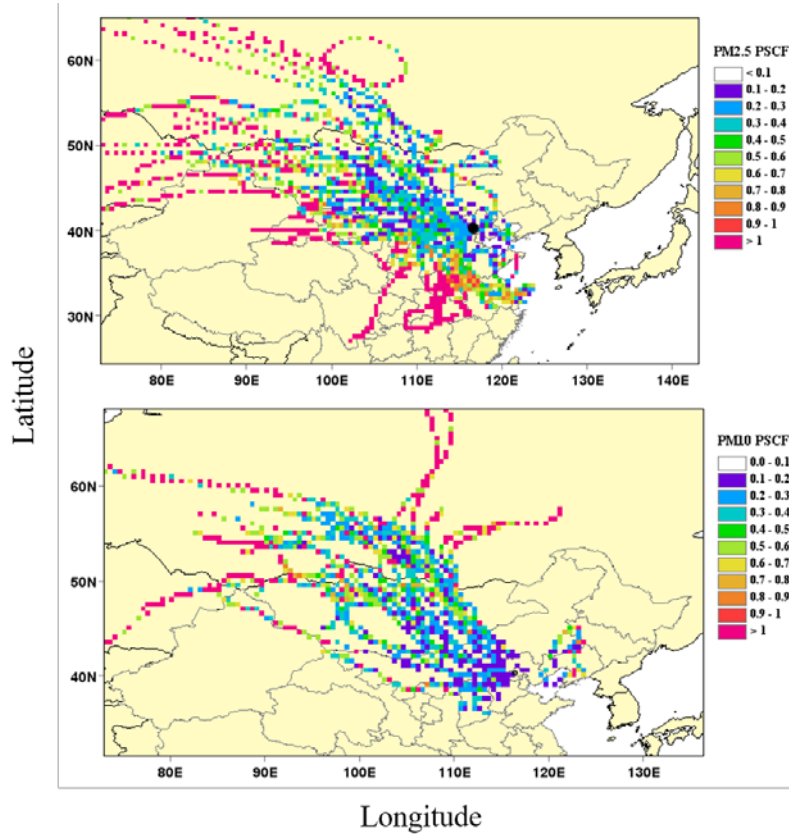 PM2.5 PSCF
< 0.1
0.1 - 0.2
0.2 - 0.3
0.3 - 0.4
0.4 - 0.5
0.5 - 0.6
0.6 - 0.7
0.7 - 0.8
0.8 - 0.9
0.9 - 1
> 1
60N
50N
40N
30N
80E 90E 100E 110E 120E 130E 140E
Latitude
PM10 PSCF
0.0 - 0.1
0.1 - 0.2
0.2 - 0.3
0.3 - 0.4
0.4 - 0.5
0.5 - 0.6
0.6 - 0.7
0.7 - 0.8
0.8 - 0.9
0.9 - 1
> 1
60N
50N
40N
80E 90E 100E 110E 120E 130E
Longitude